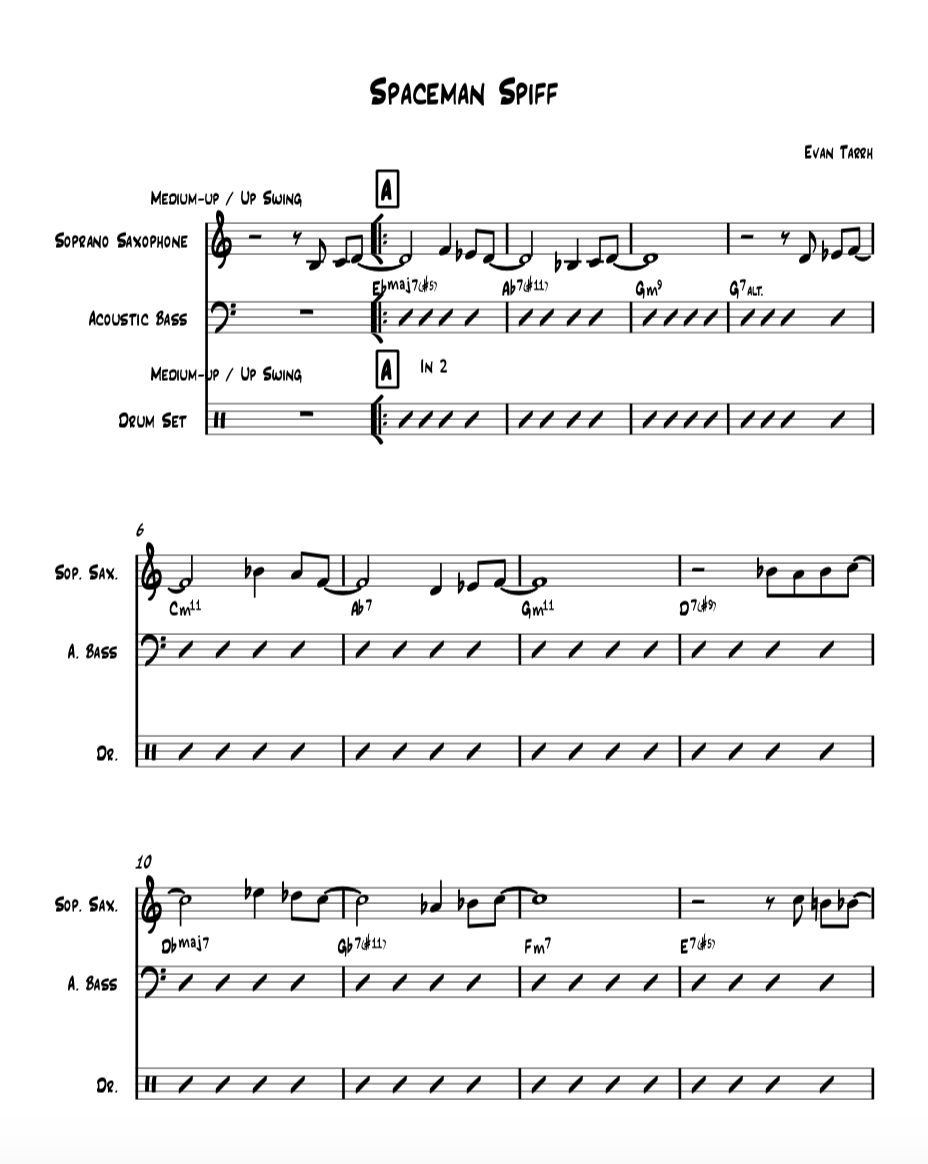 Spaceman Spiff
Evan Tarrh
Medium-up / Up Swing
A
Soprano Saxophone
Ebmaj7(#5) Ab7(#11) Gm9 G7alt.
Acoustic Bass
Medium-up / Up Swing
A In 2
Drum Set
6
Sop. Sax.
Cm11 Ab7 Gm11 D7(#9)
A. Bass
Dr.
10
Sop. Sax.
Dbmaj7 Gb7(#11) Fm7 E7(#5)
A. Bass
Dr.